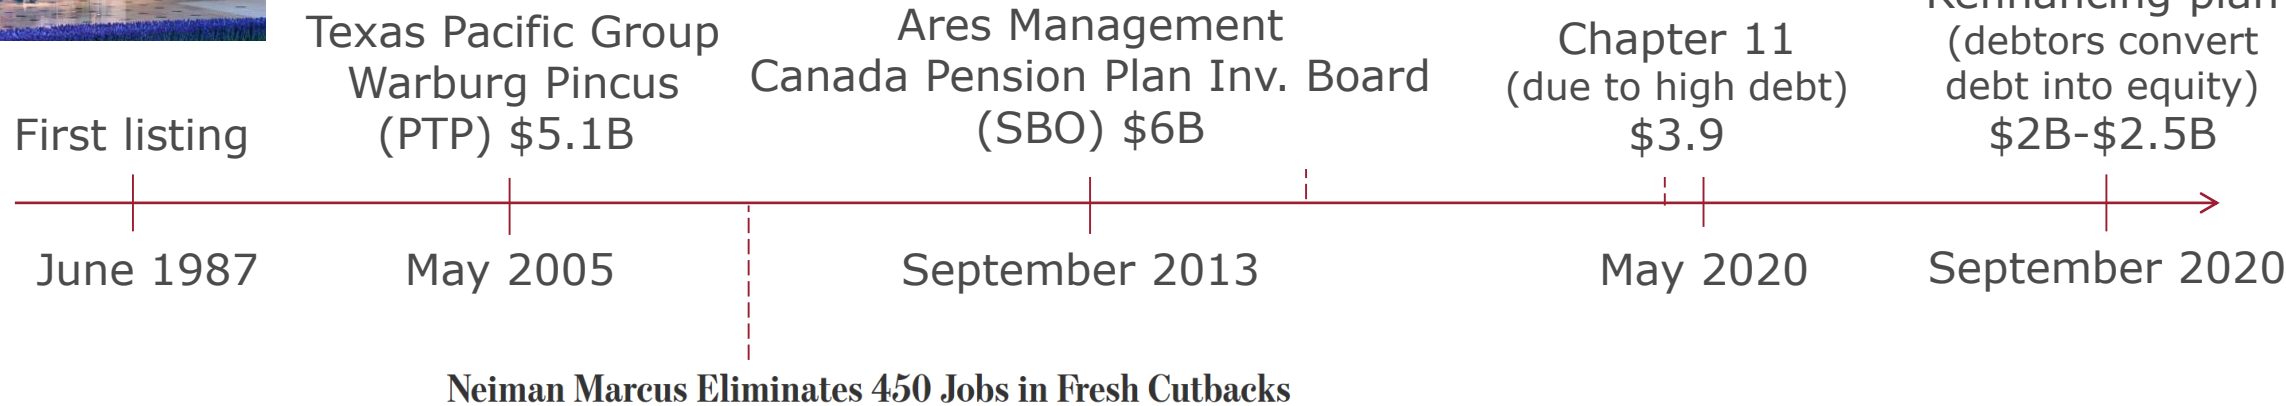 First listing
Texas Pacific Group
Warburg Pincus
(PTP) $5.1B
Ares Management
Canada Pension Plan Inv. Board
(SBO) $6B
Chapter 11
(due to high debt)
$3.9
plan
(debtors convert
debt into equity)
$2B-$2.5B
June 1987
May 2005
September 2013
May 2020
September 2020
Neiman Marcus Eliminates 450 Jobs in Fresh Cutbacks